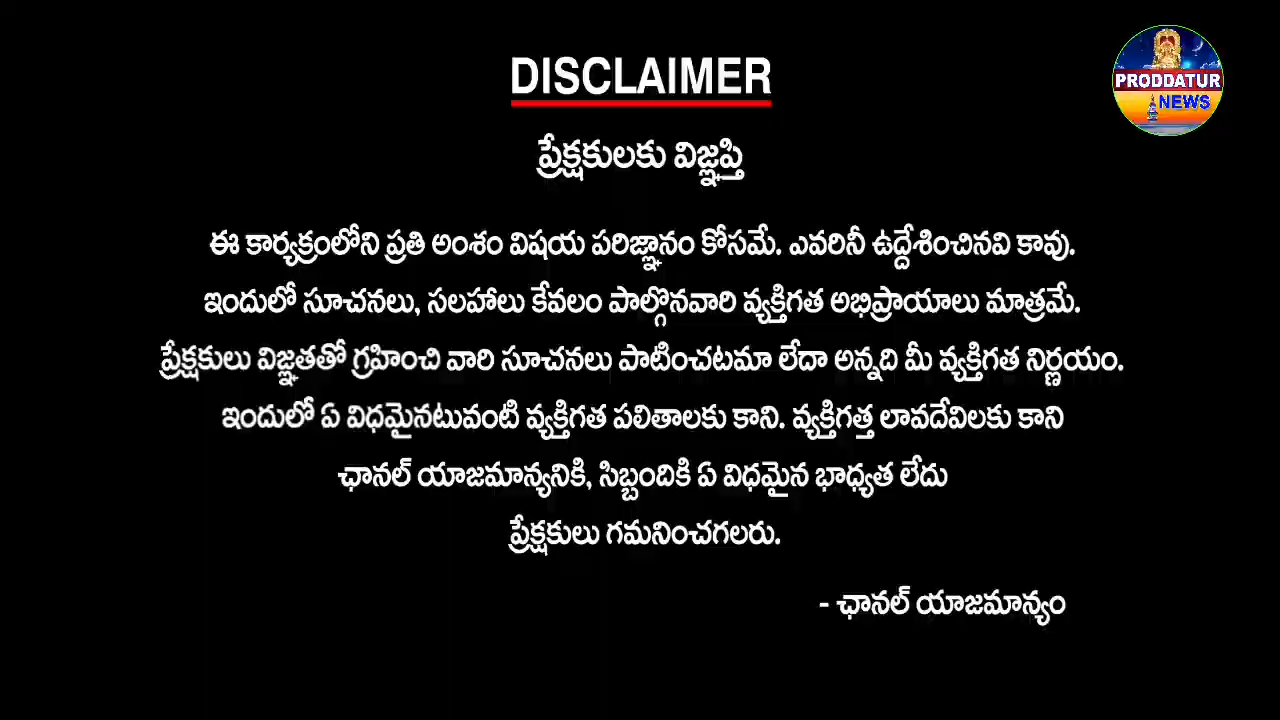 DISCLAIMER
PRODDATUR
NEWS
ప్రేక్షకులకు విజ్ఞప్తి
ఈ కార్యక్రంలోని ప్రతి అంశం విషయ పరిజ్ఞానం కోసమే. ఎవరినీ ఉద్దేశించినవి కావు.
ఇందులో సూచనలు, సలహాలు కేవలం పాల్గొనవారి వ్యక్తిగత అభిప్రాయాలు మాత్రమే.
ప్రేక్షకులు విజ్ఞతతో గ్రహించి వారి సూచనలు పాటించటమా లేదా అన్నది మీ వ్యక్తిగత నిర్ణయం.
ఇందులో ఏ విధమైనటువంటి వ్యక్తిగత పలితాలకు కాని. వ్యక్తిగత్త లావదేవిలకు కాని
ఛానల్ యాజమాన్యనికి, సిబ్బందికి ఏ విధమైన భాధ్యత లేదు
ప్రేక్షకులు గమనించగలరు.
- ఛానల్ యాజమాన్యం